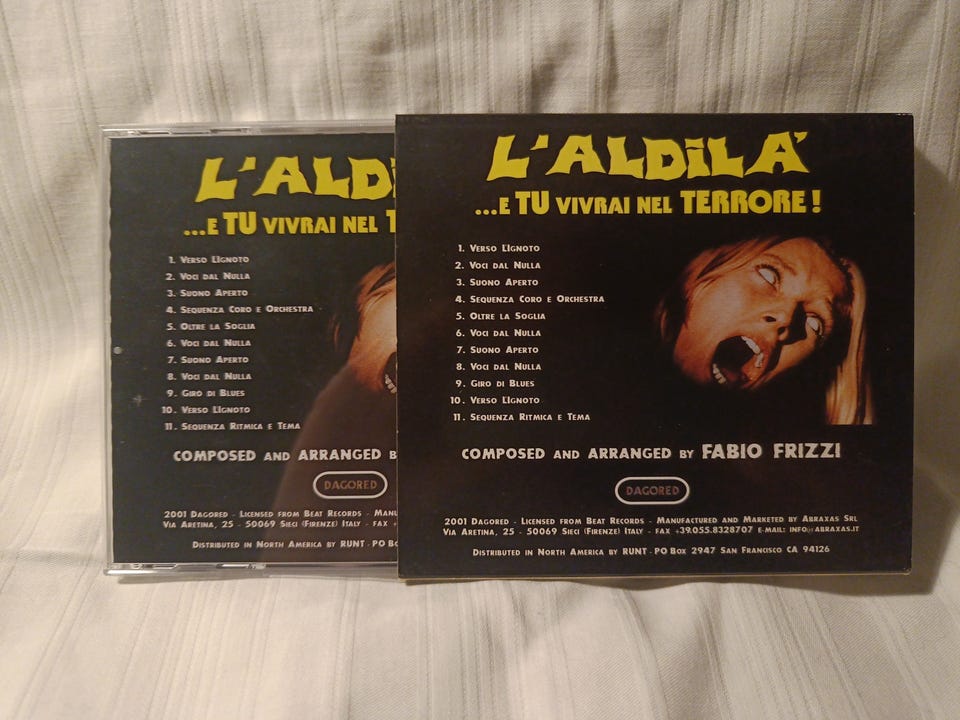 L'ALDI
...E TU VIVRAI NEL T
1. VERSO LIGNOTO
2. VOCI DAL NULLA
3. SUONO APERTO
4. SEQUENZA CORO E ORCHESTRA
5. OLTRE LA SOGLIA
6. VOCI DAL NULLA
7. SUONO APERTO
8. VOCI DAL NULLA
9. GIRO DI BLUES
10. VERSO LIGNOTO
11. SEQUENZA RITMICA E TEMA
COMPOSED AND ARRANGED B
DAGORED
2001 DAGORED - LICENSED FROM BEAT RECORDS - MANU
VIA ARETINA, 25 - 50069 SIECI (FIRENZE) ITALY - FAX +
DISTRIBUTED IN NORTH AMERICA BY RUNT - PO BO
L'ALDILA'
...E TU VIVRAI NEL TERRORE!
1. VERSO LIGNOTO
2. VOCI DAL NULLA
3. SUONO APERTO
4. SEQUENZA CORO E ORCHESTRA
5. OLTRE LA SOGLIA
6. VOCI DAL NULLA
7. SUONO APERTO
8. VOCI DAL NULLA
9. GIRO DI BLUES
10. VERSO LIGNOTO
11. SEQUENZA RITMICA E TEMA
COMPOSED AND ARRANGED BY FABIO FRIZZI
DAGORED
2001 DAGORED - LICENSED FROM BEAT RECORDS - MANUFACTURED AND MARKETED BY ABRAXAS SRL
VIA ARETINA, 25 - 50069 SIECI (FIRENZE) ITALY - FAX +39.055.8328707 E-MAIL: INFO@ABRAXAS.IT
DISTRIBUTED IN NORTH AMERICA BY RUNT - PO BOX 2947 SAN FRANCISCO CA 94126